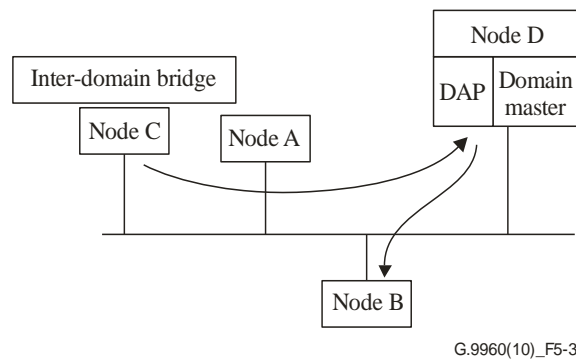 Node D
Inter-domain bridge
DAP
Domain
master
Node C
Node A
Node B
G.9960(10)_F5-3